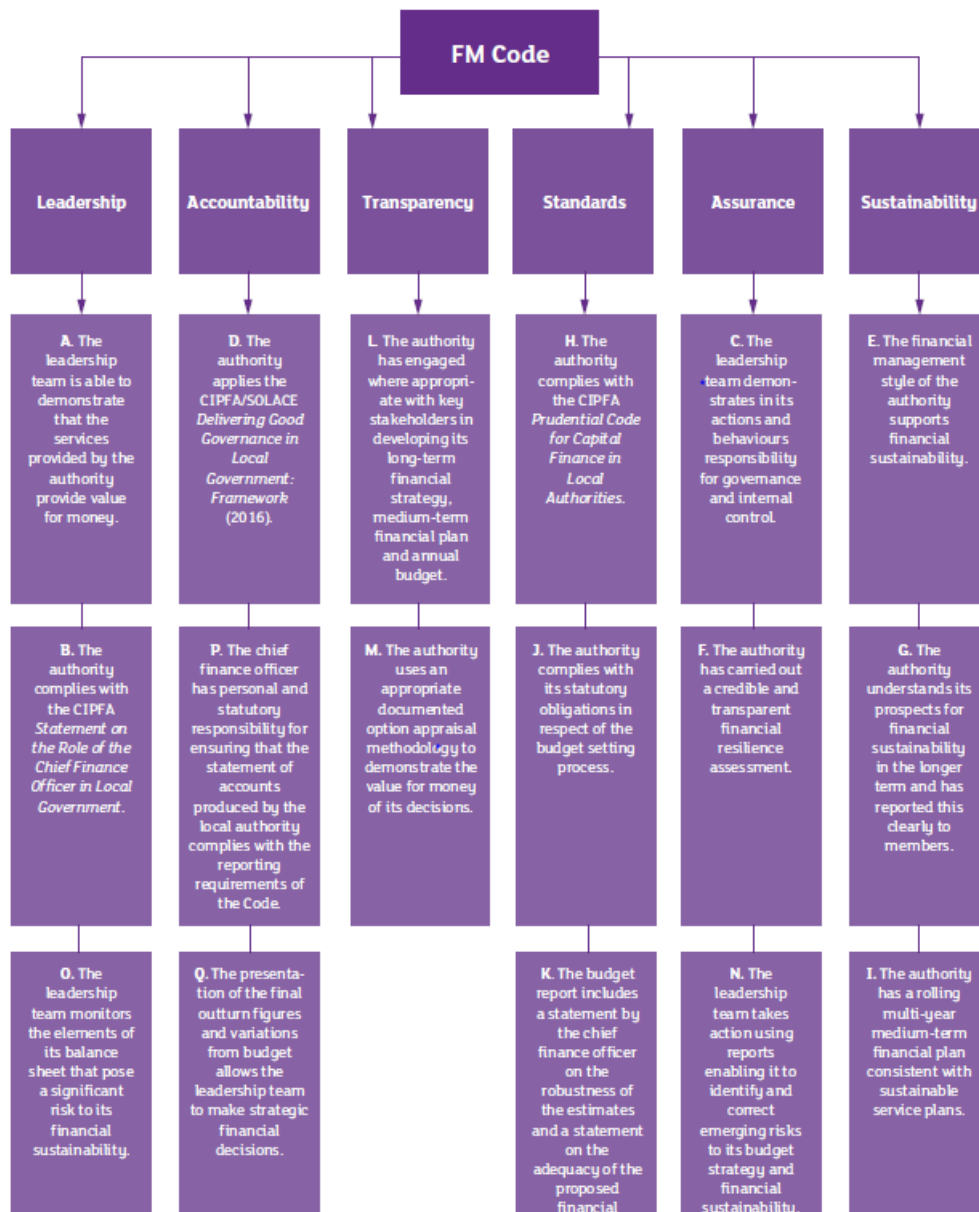 FM Code
Leadership
Accountability
Transparency
Standards
Assurance
Sustainability
A. The
leadership
team is able to
demonstrate
that the
services
provided by the
authority
provide value
for money.
D. The
authority
applies the
CIPFA/SOLACE
Delivering Good
Governance in
Local
Government:
Framework
(2016).
L. The authority
has engaged
where appropri-
ate with key
stakeholders in
developing its
long-term
financial
strategy,
medium-term
financial plan
and annual
budget.
H. The
authority
complies with
the CIPFA
Prudential Code
for Capital
Finance in
Local
Authorities.
C. The
leadership
team demon-
strates in its
actions and
behaviours
responsibility
for governance
and internal
control.
E. The financial
management
style of the
authority
supports
financial
sustainability.
B. The
authority
complies with
the CIPFA
Statement on
the Role of the
Chief Finance
Officer in Local
Government.
P. The chief
finance officer
has personal and
statutory
responsibility for
ensuring that the
statement of
accounts
produced by the
local authority
complies with the
reporting
requirements of
the Code.
M. The authority
uses an
appropriate
documented
option appraisal
methodology to
demonstrate the
value for money
of its decisions.
J. The authority
complies with
its statutory
obligations in
respect of the
budget setting
process.
F. The authority
has carried out
a credible and
transparent
financial
resilience
assessment.
G. The
authority
understands its
prospects for
financial
sustainability
in the longer
term and has
reported this
clearly to
members.
O. The
leadership
team monitors
the elements of
its balance
sheet that pose
a significant
risk to its
financial
sustainability.
Q. The presenta-
tion of the final
outturn figures
and variations
from budget
allows the
leadership team
to make strategic
financial
decisions.
K. The budget
report includes
a statement by
the chief
finance officer
on the
robustness of
the estimates
and a statement
on the
adequacy of the
proposed
financial
N. The
leadership
team takes
action using
reports
enabling it to
identify and
correct
emerging risks
to its budget
strategy and
financial
sustainability.
I. The authority
has a rolling
multi-year
medium-term
financial plan
consistent with
sustainable
service plans.